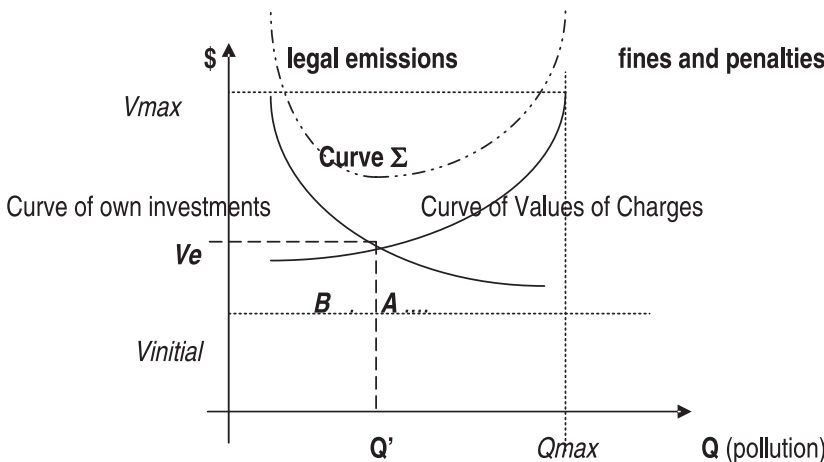 $ legal emissions fines and penalties
Vmax
Curve Σ
Curve of own investments Curve of Values of Charges
Ve
B . A ....
Vinitial
Q' Qmax Q (pollution)